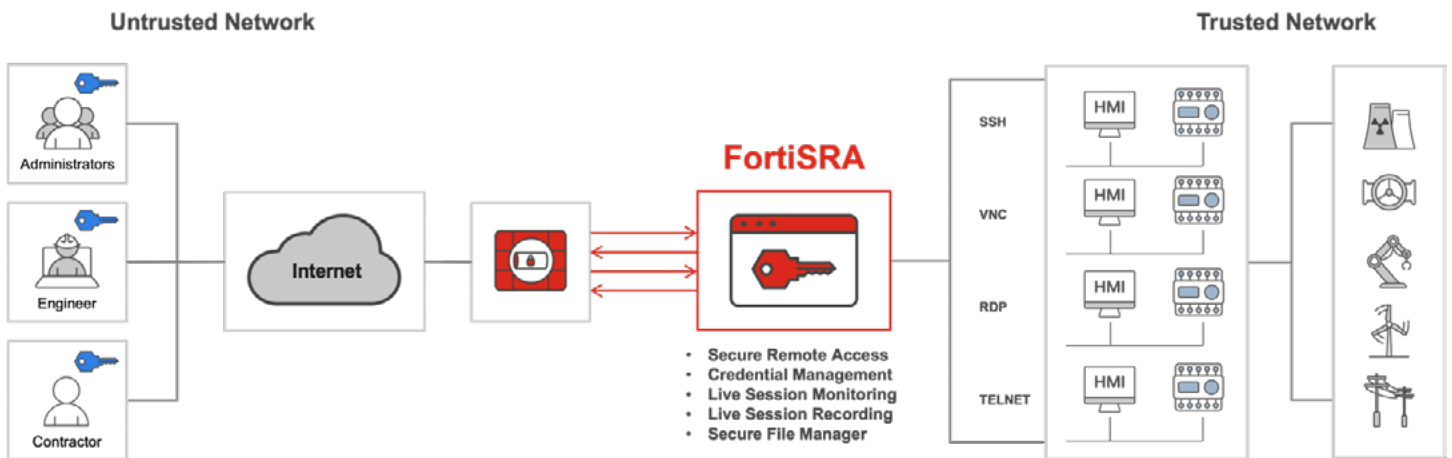 Untrusted Network
Trusted Network
Administrators
Engineer
Contractor
Internet
FortiSRA
• Secure Remote Access
• Credential Management
• Live Session Monitoring
• Live Session Recording
• Secure File Manager
SSH
HMI
VNC
HMI
RDP
HMI
TELNET
HMI